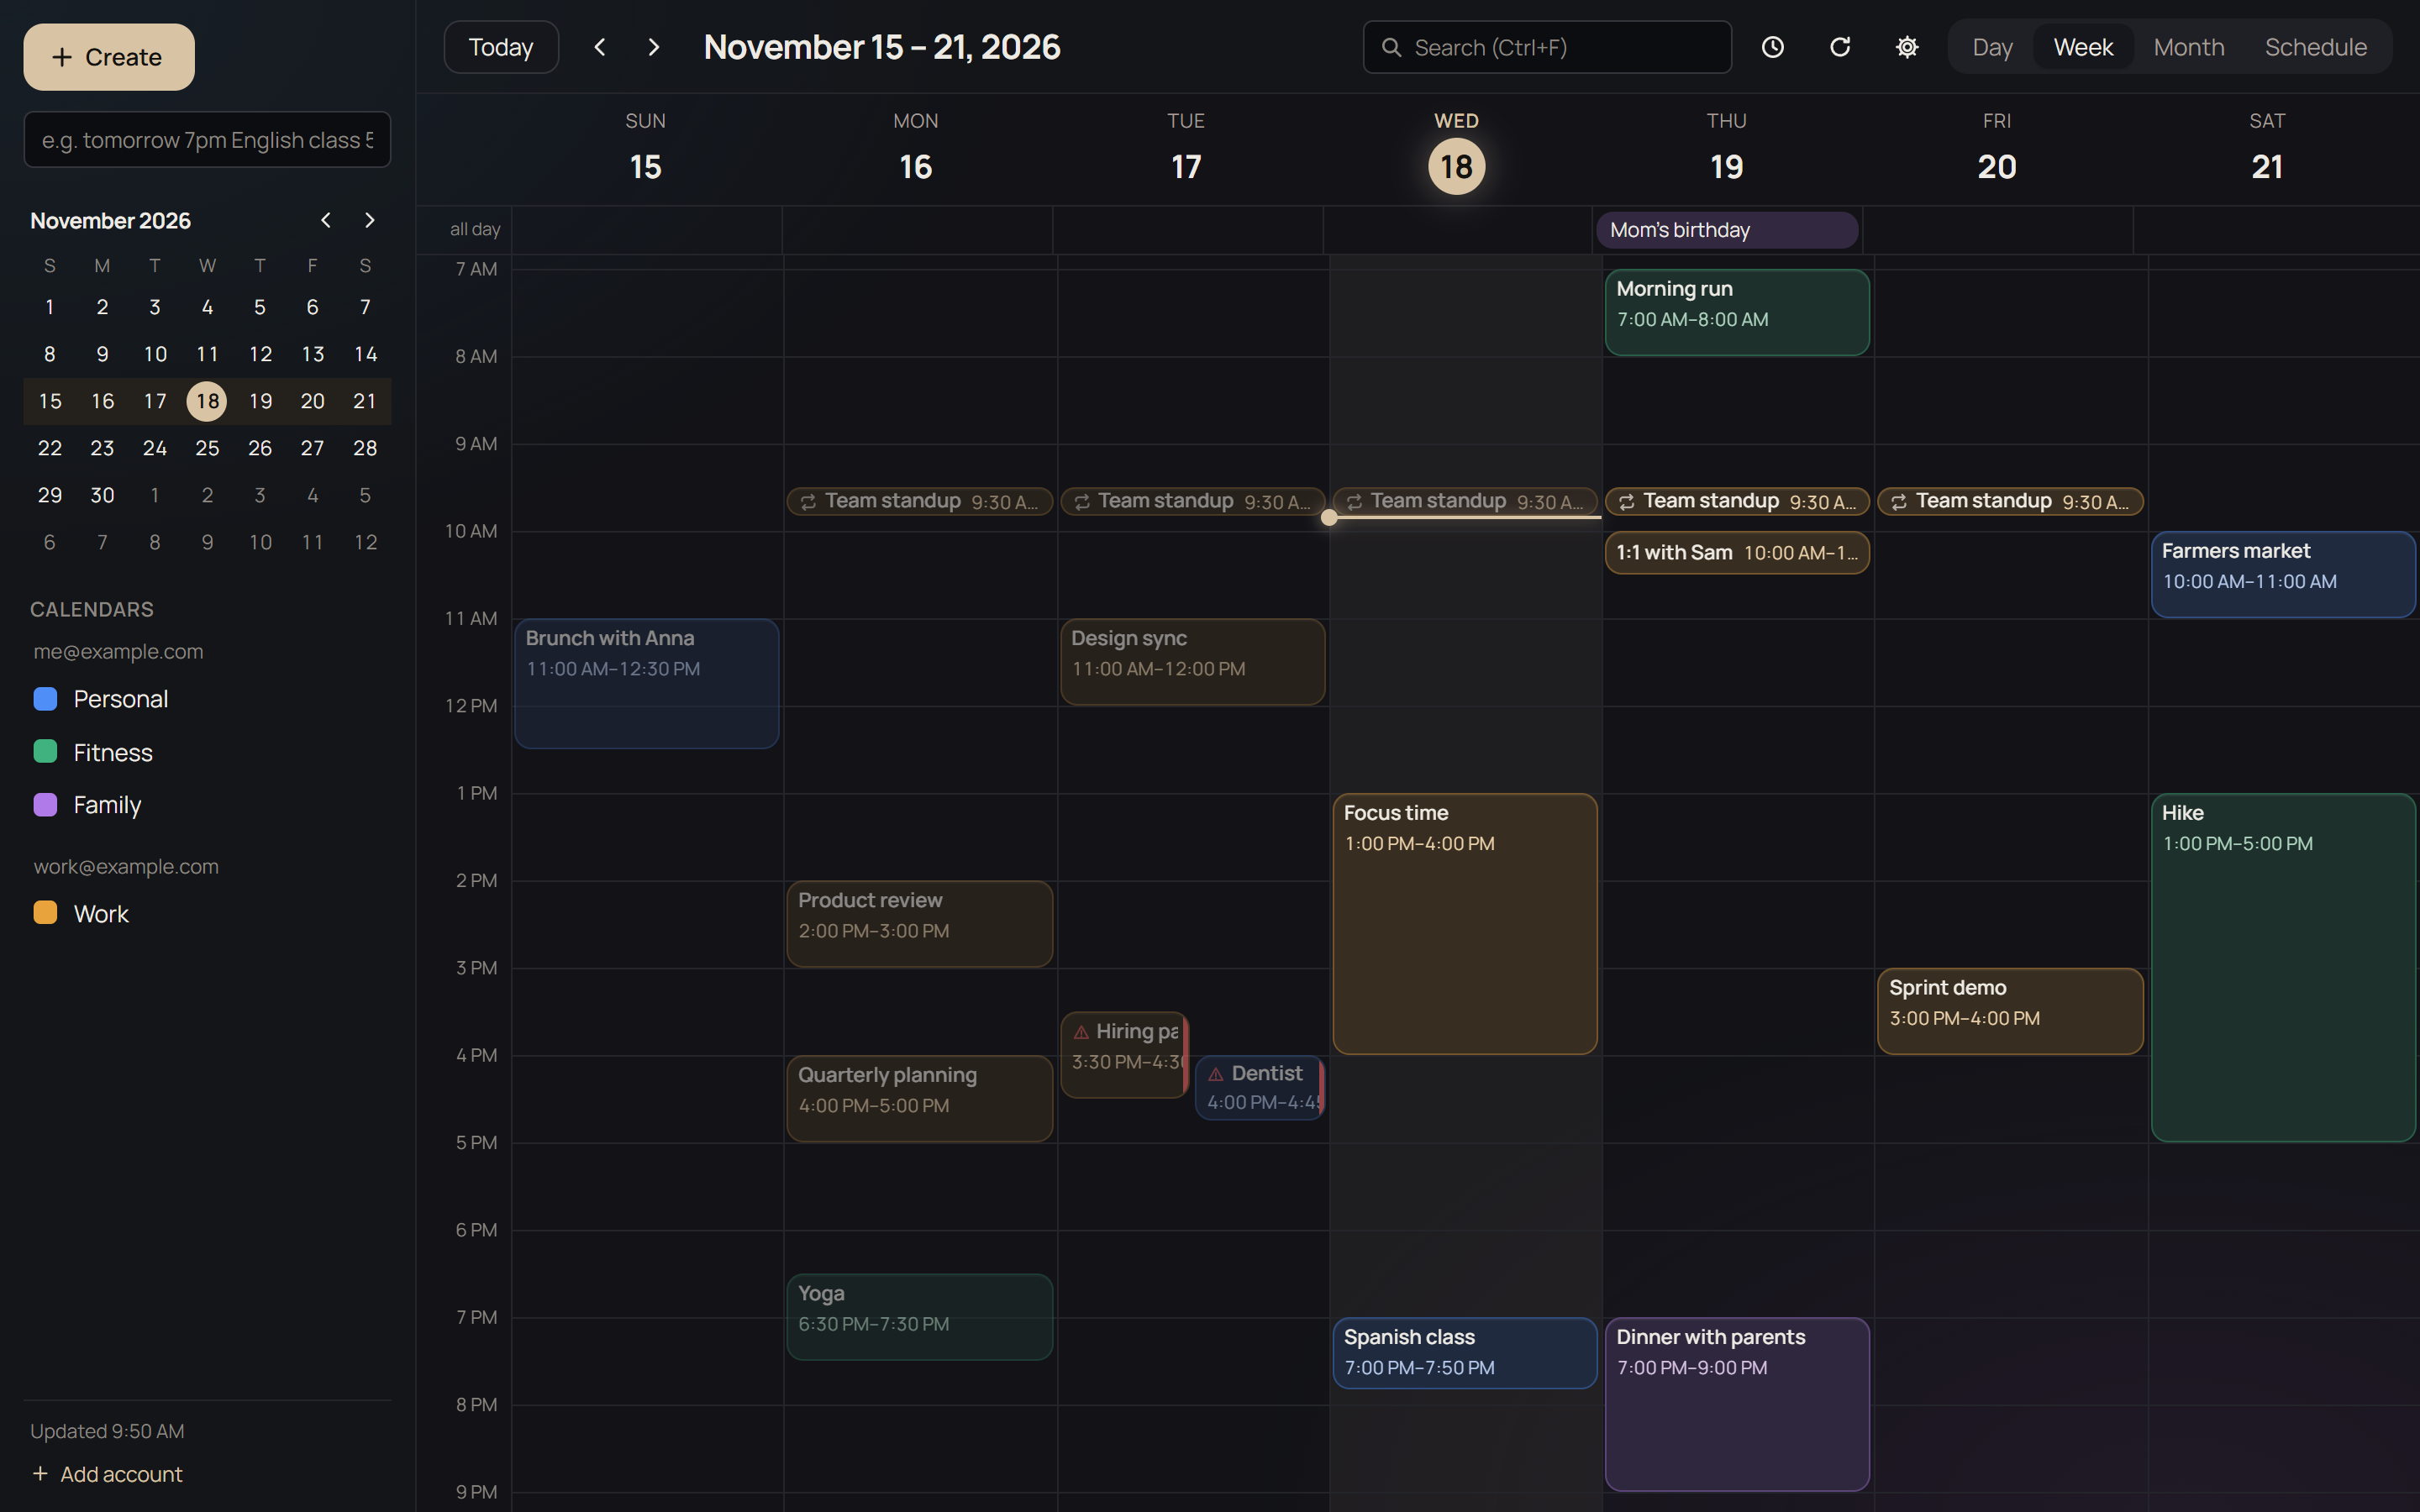 Create
e.g. tomorrow 7pm English class 5
November 2026
S M T W T F S
1 2 3 4 5 6 7
8 9 10 11 12 13 14
15 16 17 18 19 20 21
22 23 24 25 26 27 28
29 30 1 2 3 4 5
6 7 8 9 10 11 12
CALENDARS
me@example.com
Personal
Fitness
Family
work@example.com
Work
Updated 9:50 AM
+ Add account
Today
November 15 – 21, 2026
Search (Ctrl+F)
Day Week Month Schedule
SUN MON TUE WED THU FRI SAT
15 16 17 18 19 20 21
all day
Mom's birthday
7 AM
8 AM
9 AM
10 AM
11 AM
12 PM
1 PM
2 PM
3 PM
4 PM
5 PM
6 PM
7 PM
8 PM
9 PM
Brunch with Anna
11:00 AM–12:30 PM
Team standup 9:30 A...
Product review
2:00 PM–3:00 PM
Quarterly planning
4:00 PM–5:00 PM
Yoga
6:30 PM–7:30 PM
Team standup 9:30 A...
Design sync
11:00 AM–12:00 PM
Hiring pa
3:30 PM–4:30
Dentist
4:00 PM–4:45
Team standup 9:30 A...
Focus time
1:00 PM–4:00 PM
Spanish class
7:00 PM–7:50 PM
Morning run
7:00 AM–8:00 AM
Team standup 9:30 A...
1:1 with Sam 10:00 AM–1...
Dinner with parents
7:00 PM–9:00 PM
Team standup 9:30 A...
Sprint demo
3:00 PM–4:00 PM
Farmers market
10:00 AM–11:00 AM
Hike
1:00 PM–5:00 PM